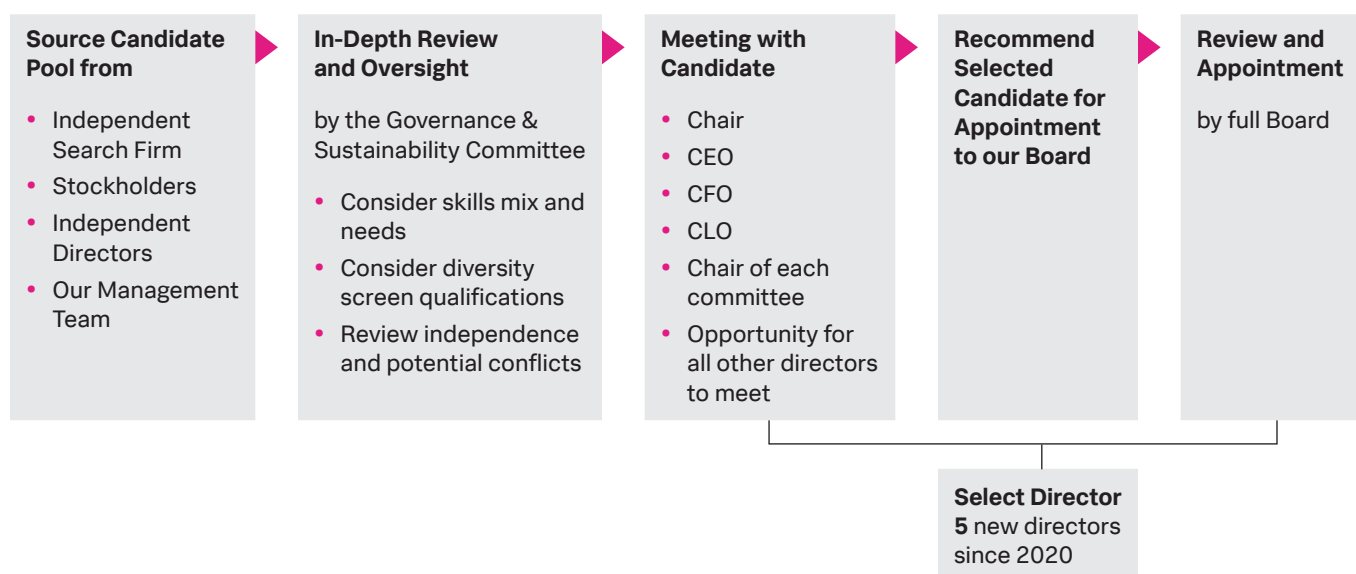 Source Candidate
Pool from
• Independent
Search Firm
• Stockholders
• Independent
Directors
• Our Management
Team
In-Depth Review
and Oversight
by the Governance &
Sustainability Committee
• Consider skills mix and
needs
• Consider diversity
screen qualifications
• Review independence
and potential conflicts
Meeting with
Candidate
• Chair
• CEO
• CFO
• CLO
• Chair of each
committee
• Opportunity for
all other directors
to meet
Recommend
Selected
Candidate for
Appointment
to our Board
Review and
Appointment
by full Board
Select Director
5 new directors
since 2020